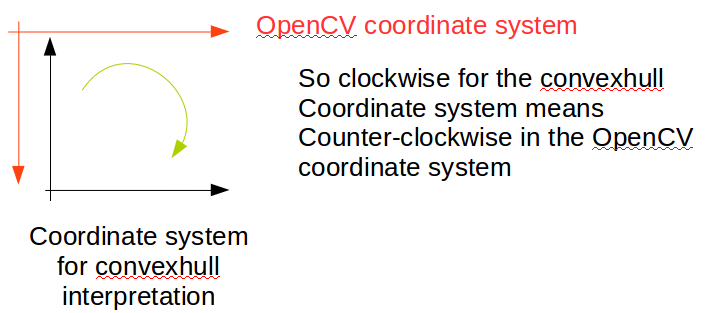 OpenCV coordinate system
So clockwise for the convexhull
Coordinate system means
Counter-clockwise in the OpenCV
coordinate system
Coordinate system
for convexhull
interpretation